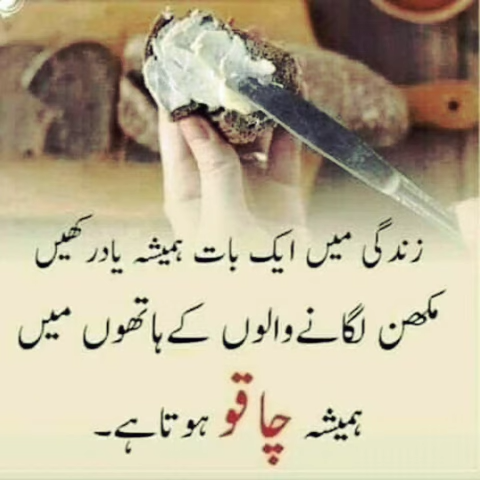 زندگی میں ایک بات ہمیشہ یاد رکھیں
مکھن لگانے والوں کے ہاتھوں میں
ہمیشہ چاقو ہوتا ہے۔